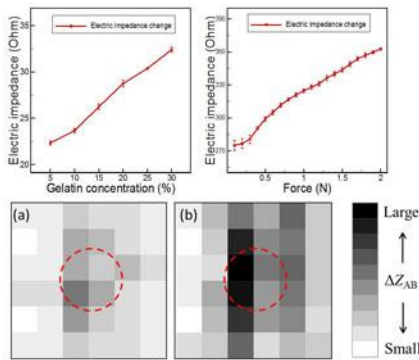 Electric impedance (Ohm)
35
30
25
20
Electric impedance change
5 10 15 20 25 30
Gelatin concentration (%)
Electric impedance (Ohm)
Electric impedance change
0.5 1 1.5 2
Force (N)
(a)
(b)
Large
ΔZAB
Small